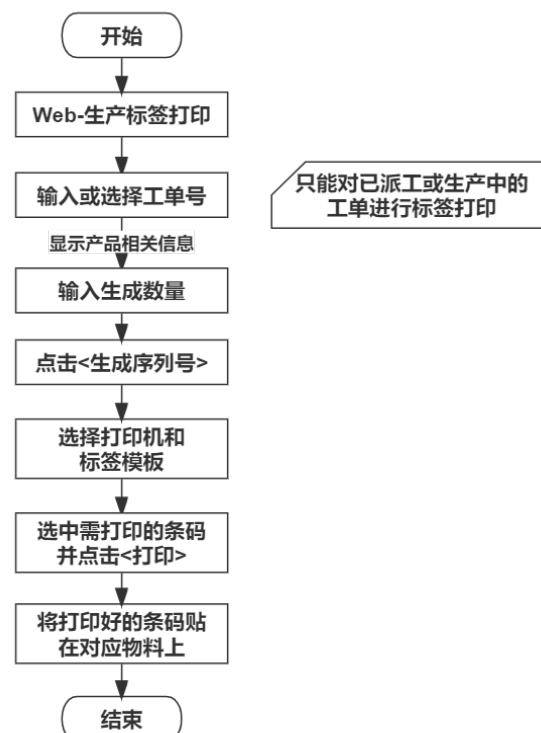 开始
Web-生产标签打印
输入或选择工单号
只能对已派工或生产中的
工单进行标签打印
显示产品相关信息
输入生成数量
点击<生成序列号>
选择打印机和
标签模板
选中需打印的条码
并点击<打印>
将打印好的条码贴
在对应物料上
结束